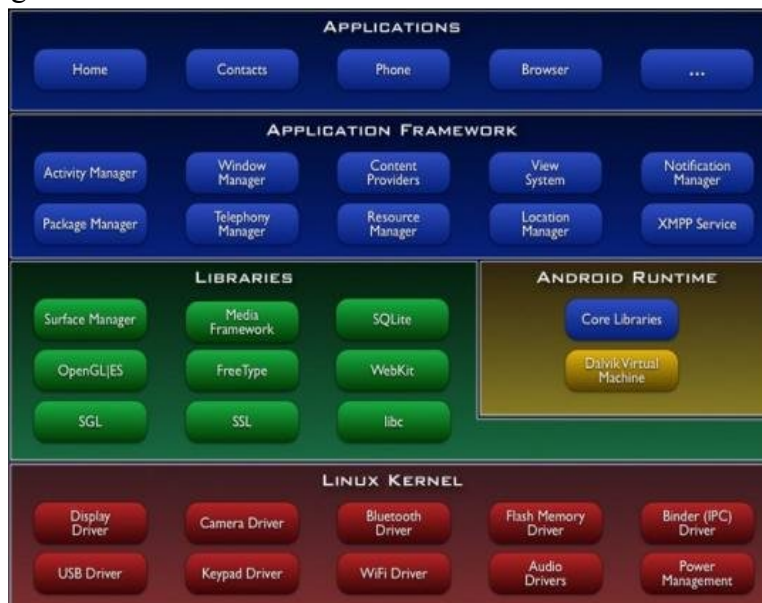 APPLICATIONS
Home Contacts Phone Browser ...
APPLICATION FRAMEWORK
Activity Manager Window Manager Content Providers View System Notification Manager
Package Manager Telephony Manager Resource Manager Location Manager XMPP Service
LIBRARIES
Surface Manager Media Framework SQLite
OpenGL|ES FreeType WebKit
SGL SSL libc
ANDROID RUNTIME
Core Libraries
Dalvik Virtual Machine
LINUX KERNEL
Display Driver Camera Driver Bluetooth Driver Flash Memory Driver Binder (IPC) Driver
USB Driver Keypad Driver WiFi Driver Audio Drivers Power Management